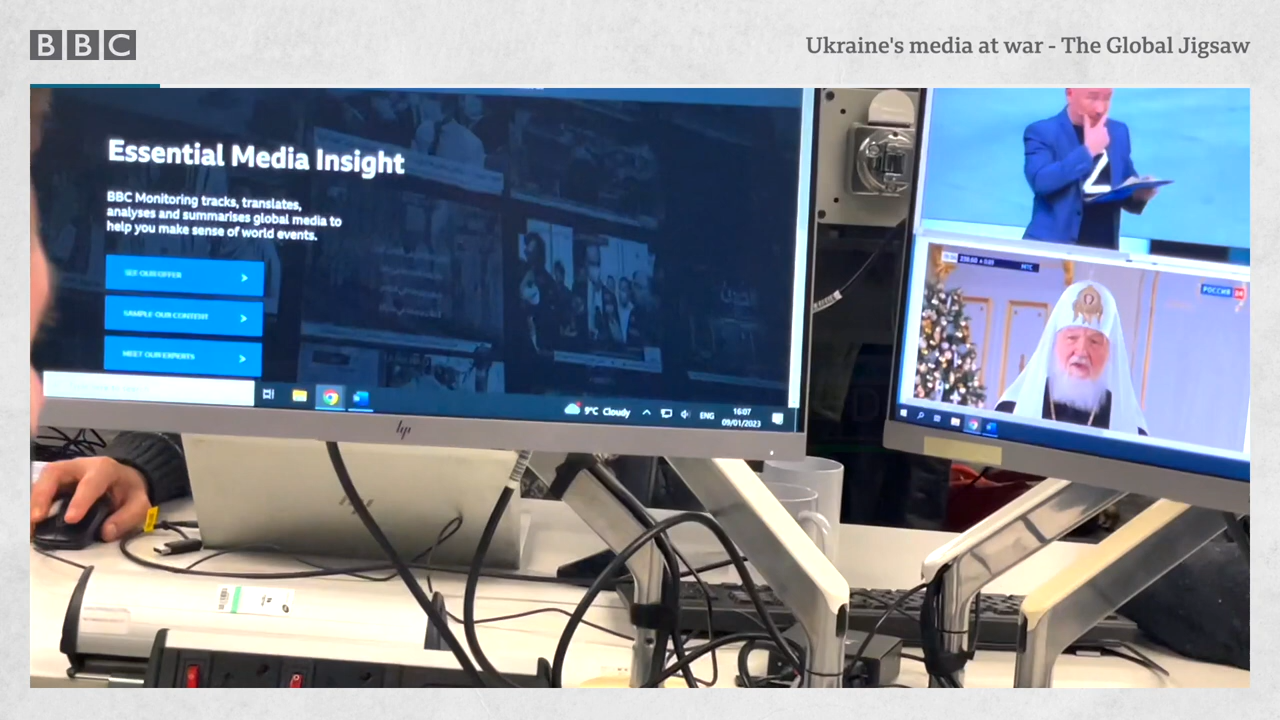 BBC
Ukraine's media at war - The Global Jigsaw
Essential Media Insight
BBC Monitoring tracks, translates,
analyses and summarises global media to
help you make sense of world events.
SEE OUR OFFER
SAMPLE OUR CONTENT
MEET OUR EXPERTS
9°C Cloudy
ENG
16:07
09/01/2023
hp
Z
МТС
РОССИЯ 24